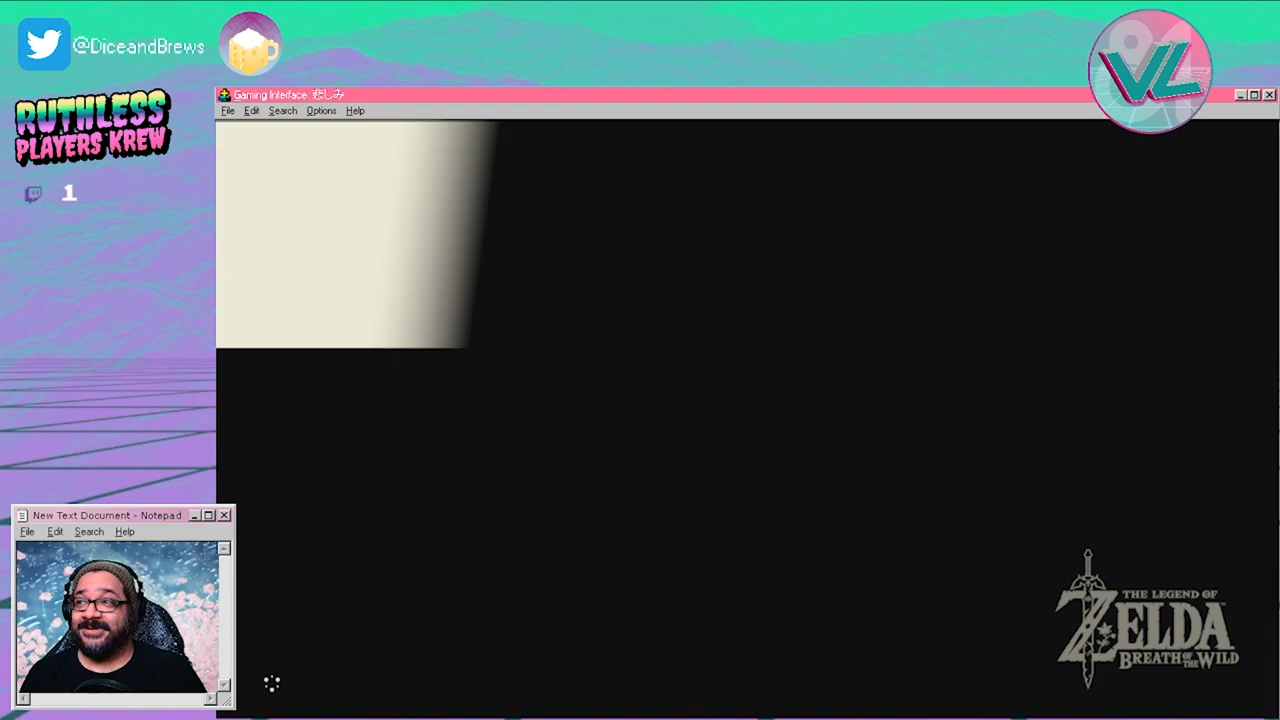 @DiceandBrews
VL
RUTHLESS
PLAYERS KREW
1
Gaming Interface: 悲しみ
File Edit Search Options Help
New Text Document - Notepad
File Edit Search Help
THE LEGEND OF
ZELDA
BREATH OF THE WILD